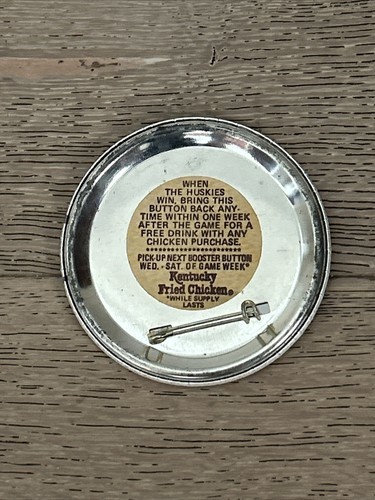 WHEN
THE HUSKIES
WIN, BRING THIS
BUTTON BACK ANY-
TIME WITHIN ONE WEEK
AFTER THE GAME FOR A
FREE DRINK WITH ANY
CHICKEN PURCHASE.
PICK-UP NEXT BOOSTER BUTTON
WED. - SAT. OF GAME WEEK*
Kentucky
Fried Chicken®
*WHILE SUPPLY
LASTS